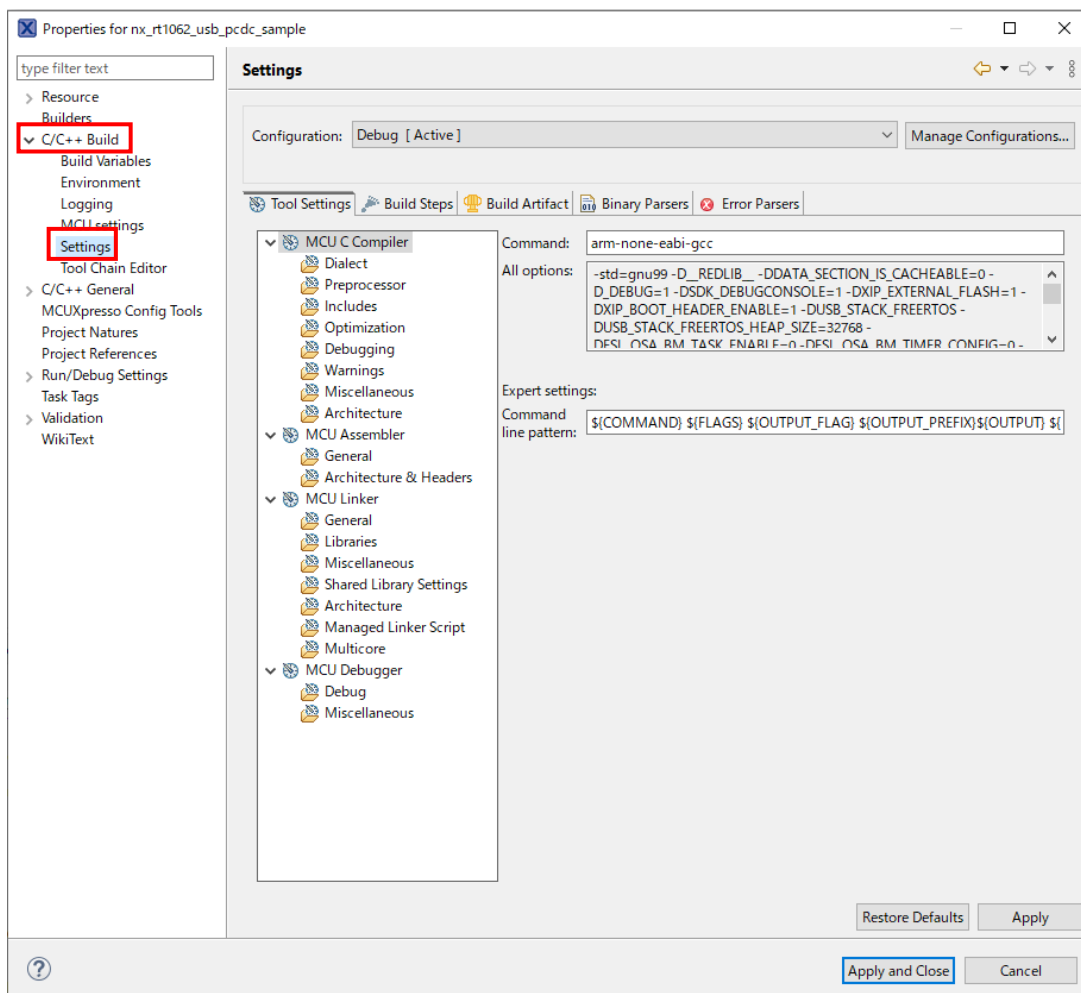 Properties for nx_rt1062_usb_pcdc_sample
type filter text
Resource
Builders
C/C++ Build
Build Variables
Environment
Logging
MCU settings
Settings
Tool Chain Editor
C/C++ General
MCUXpresso Config Tools
Project Natures
Project References
Run/Debug Settings
Task Tags
Validation
WikiText
Settings
Configuration: Debug [ Active ]
Manage Configurations...
Tool Settings Build Steps Build Artifact Binary Parsers Error Parsers
MCU C Compiler
Dialect
Preprocessor
Includes
Optimization
Debugging
Warnings
Miscellaneous
Architecture
MCU Assembler
General
Architecture & Headers
MCU Linker
General
Libraries
Miscellaneous
Shared Library Settings
Architecture
Managed Linker Script
Multicore
MCU Debugger
Debug
Miscellaneous
Command: arm-none-eabi-gcc
All options: -std=gnu99 -D__REDLIB__ -DDATA_SECTION_IS_CACHEABLE=0 -
D_DEBUG=1 -DSDK_DEBUGCONSOLE=1 -DXIP_EXTERNAL_FLASH=1 -
DXIP_BOOT_HEADER_ENABLE=1 -DUSB_STACK_FREERTOS -
DUSB_STACK_FREERTOS_HEAP_SIZE=32768 -
DFSL_OSA_BM_TASK_ENABLE=0 -DFSL_OSA_BM_TIMER_CONFIG=0 -
Expert settings:
Command
line pattern: ${COMMAND} ${FLAGS} ${OUTPUT_FLAG} ${OUTPUT_PREFIX}${OUTPUT} ${
Restore Defaults
Apply
Apply and Close
Cancel